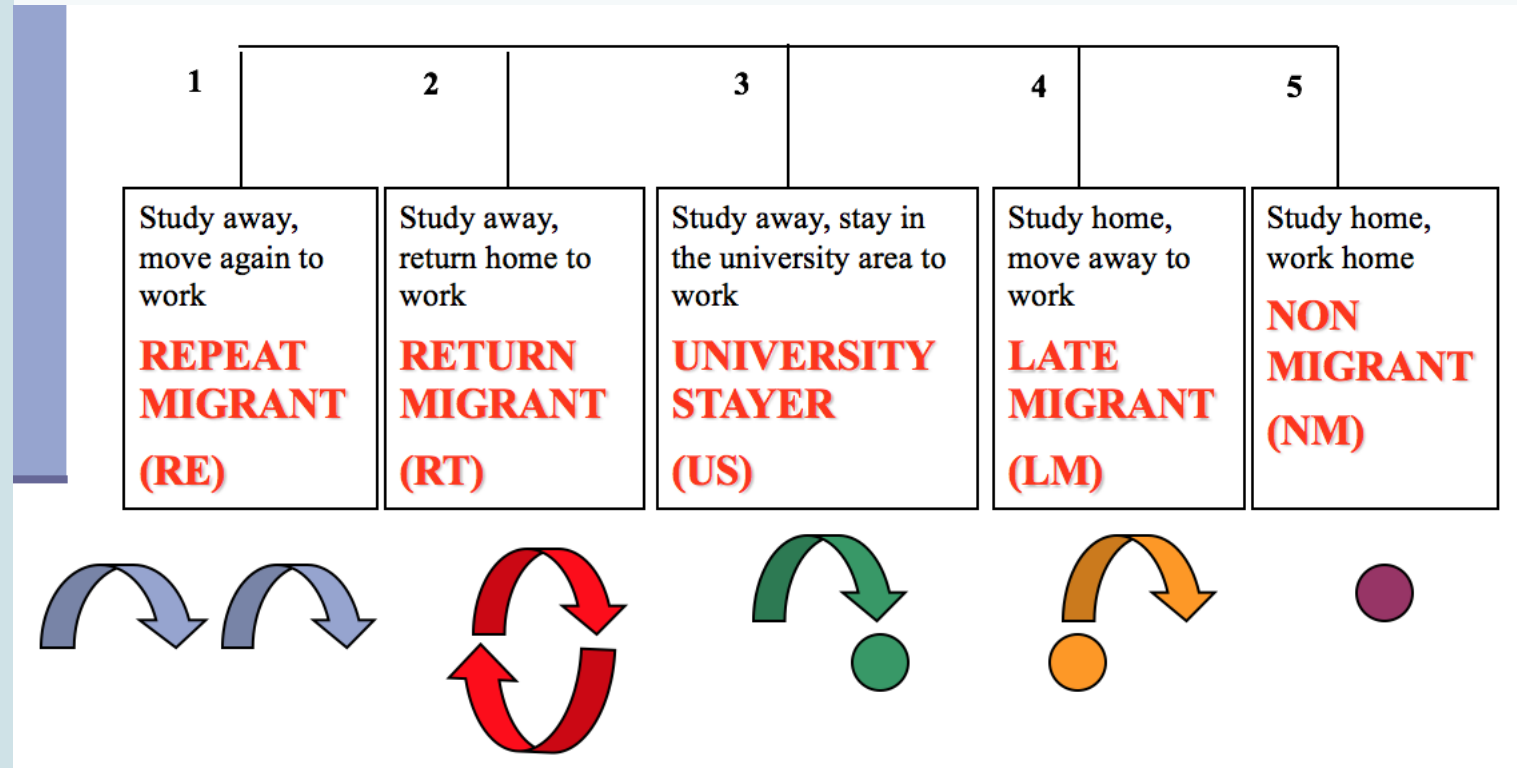 1
2
3
4
5
Study away,
move again to
work
REPEAT
MIGRANT
(RE)
Study away,
return home to
work
RETURN
MIGRANT
(RT)
Study away, stay in
the university area to
work
UNIVERSITY
STAYER
(US)
Study home,
move away to
work
LATE
MIGRANT
(LM)
Study home,
work home
NON
MIGRANT
(NM)